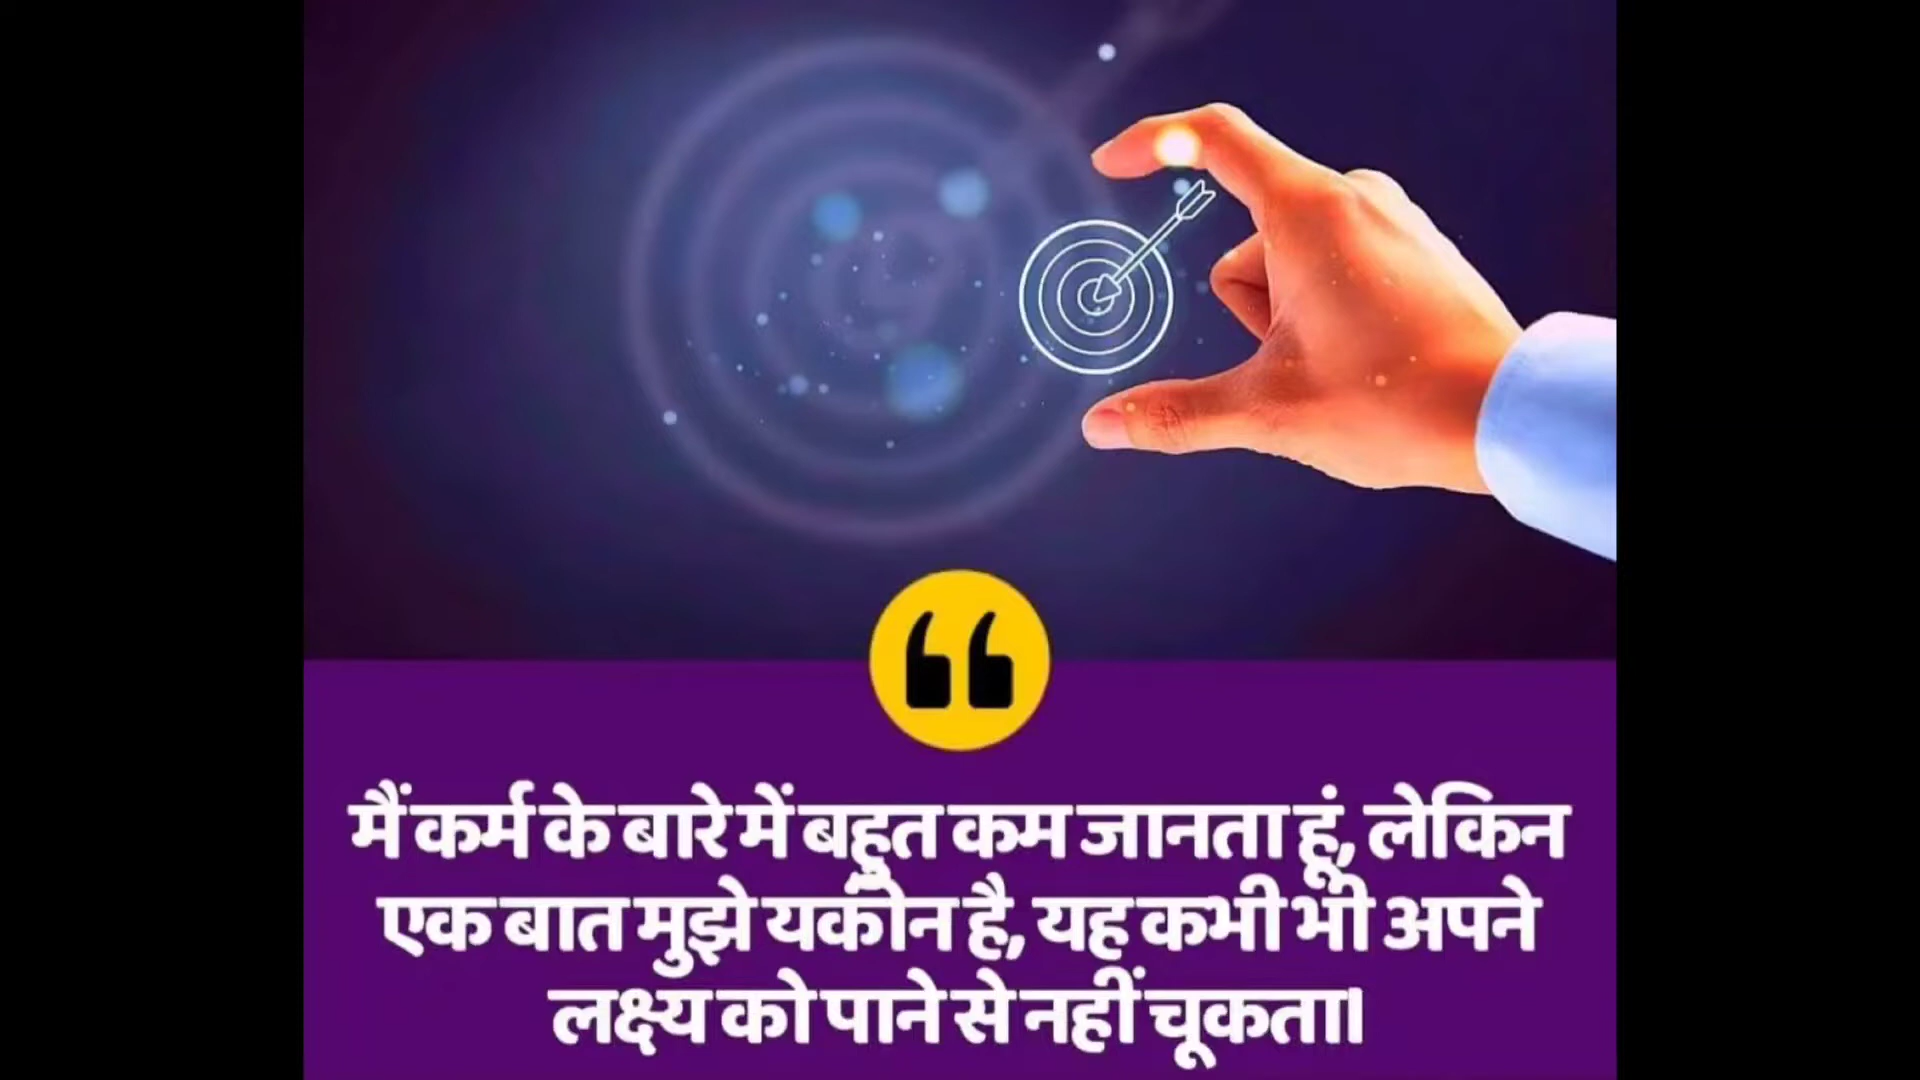 “
मैं कर्म के बारे में बहुत कम जानता हूं, लेकिन
एक बात मुझे यकीन है, यह कभी भी अपने
लक्ष्य को पाने से नहीं चूकता।